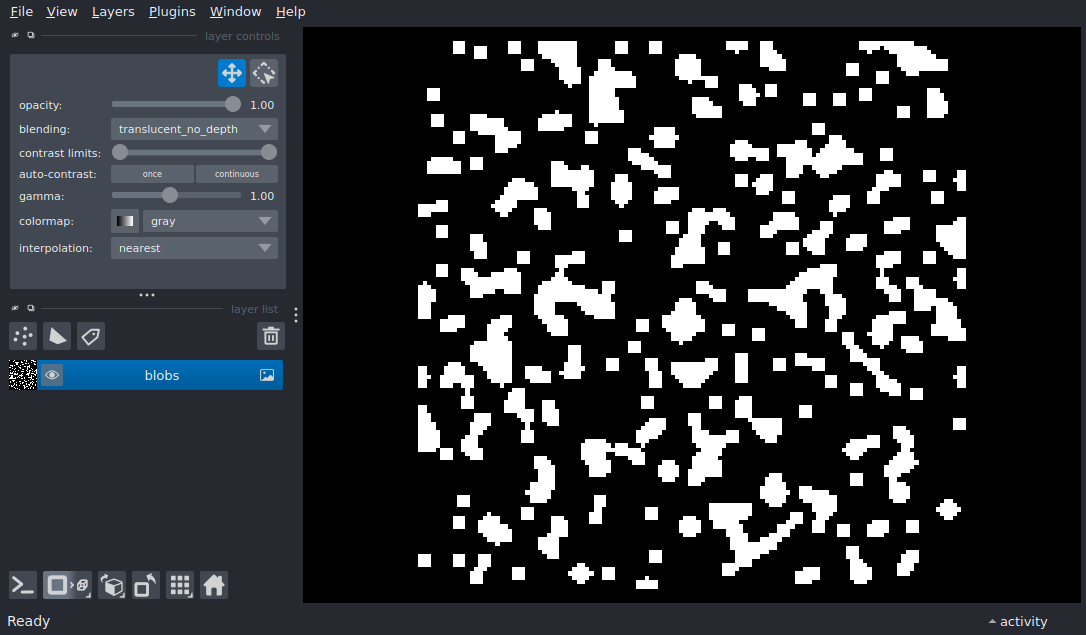 File View Layers Plugins Window Help
layer controls
opacity: 1.00
blending: translucent_no_depth
contrast limits:
auto-contrast: once continuous
gamma: 1.00
colormap: gray
interpolation: nearest
layer list
blobs
Ready
activity